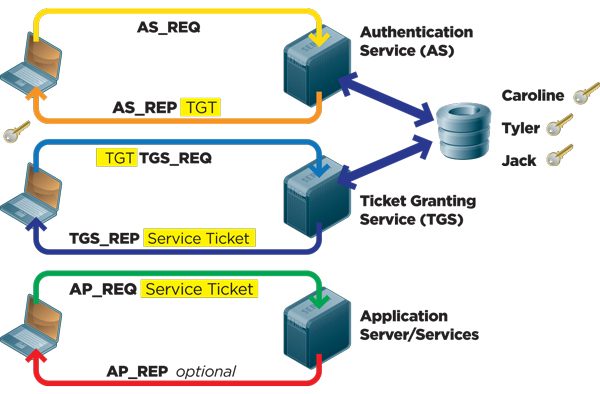 AS_REQ
Authentication
Service (AS)
AS_REP TGT
Caroline
Tyler
Jack
TGT TGS_REQ
Ticket Granting
Service (TGS)
TGS_REP Service Ticket
AP_REQ Service Ticket
Application
Server/Services
AP_REP optional